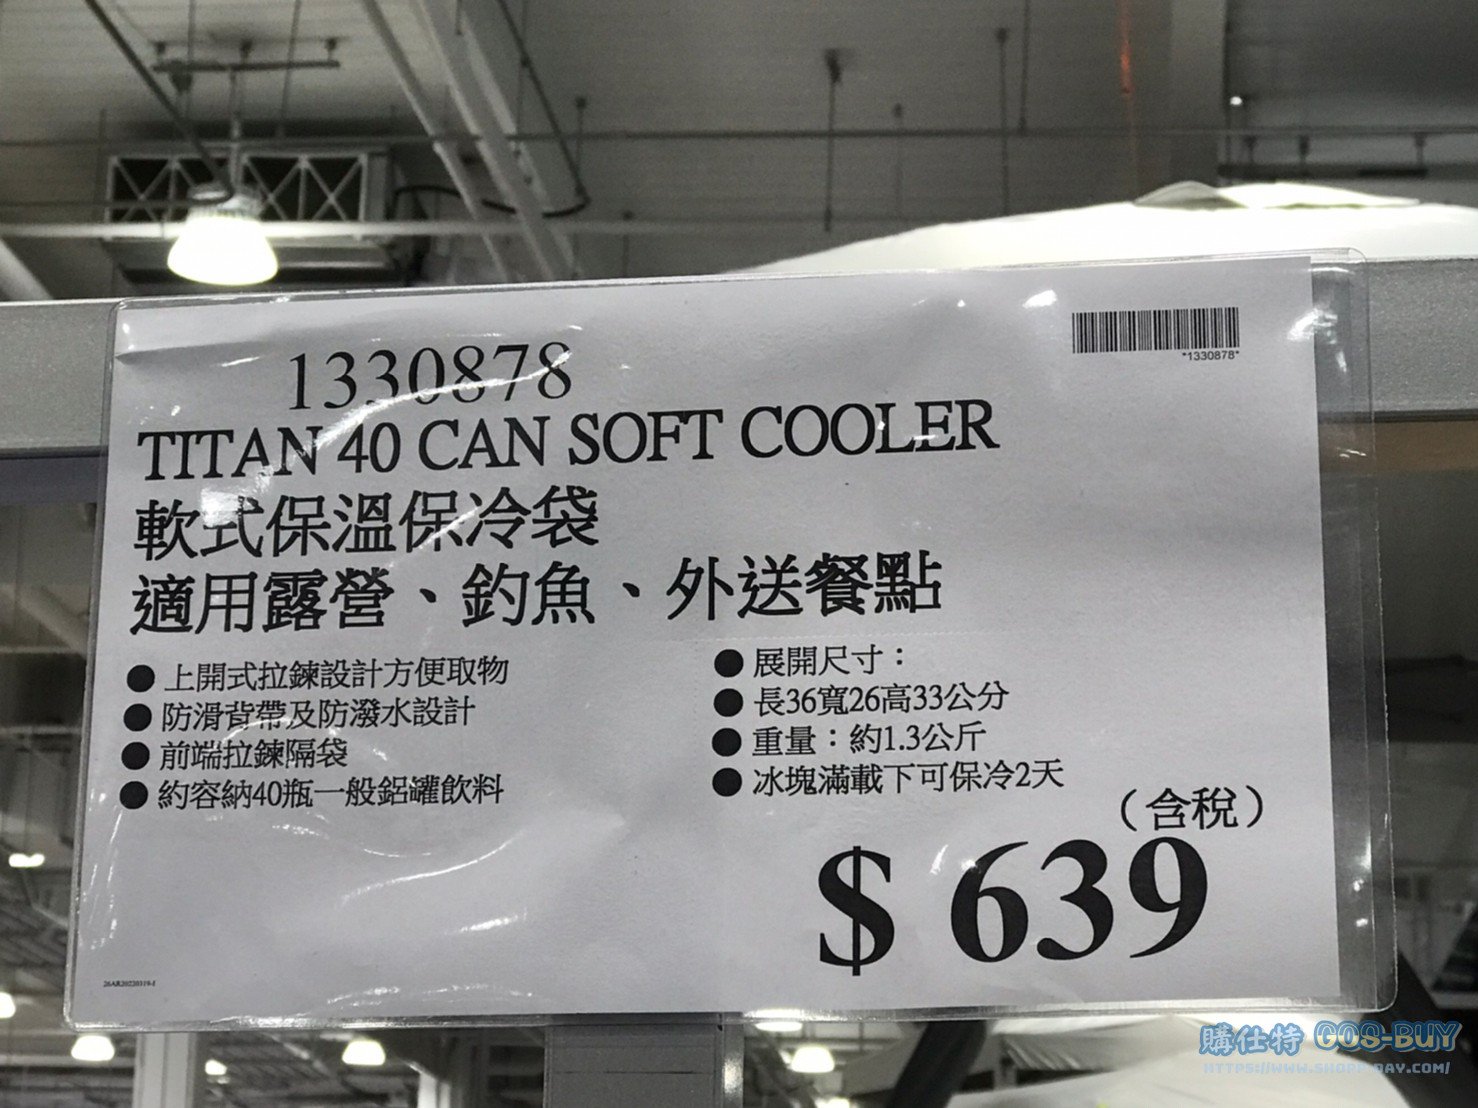 *1330878*
1330878
TITAN 40 CAN SOFT COOLER
軟式保溫保冷袋
適用露營、釣魚、外送餐點
● 上開式拉鍊設計方便取物
● 防滑背帶及防潑水設計
● 前端拉鍊隔袋
● 約容納40瓶一般鋁罐飲料
● 展開尺寸：
● 長36寬26高33公分
● 重量：約1.3公斤
● 冰塊滿載下可保冷2天
（含稅）
$ 639
26AR20220319-I
購仕特 COS-BUY
HTTPS://WWW.SHOPPDAY.COM/